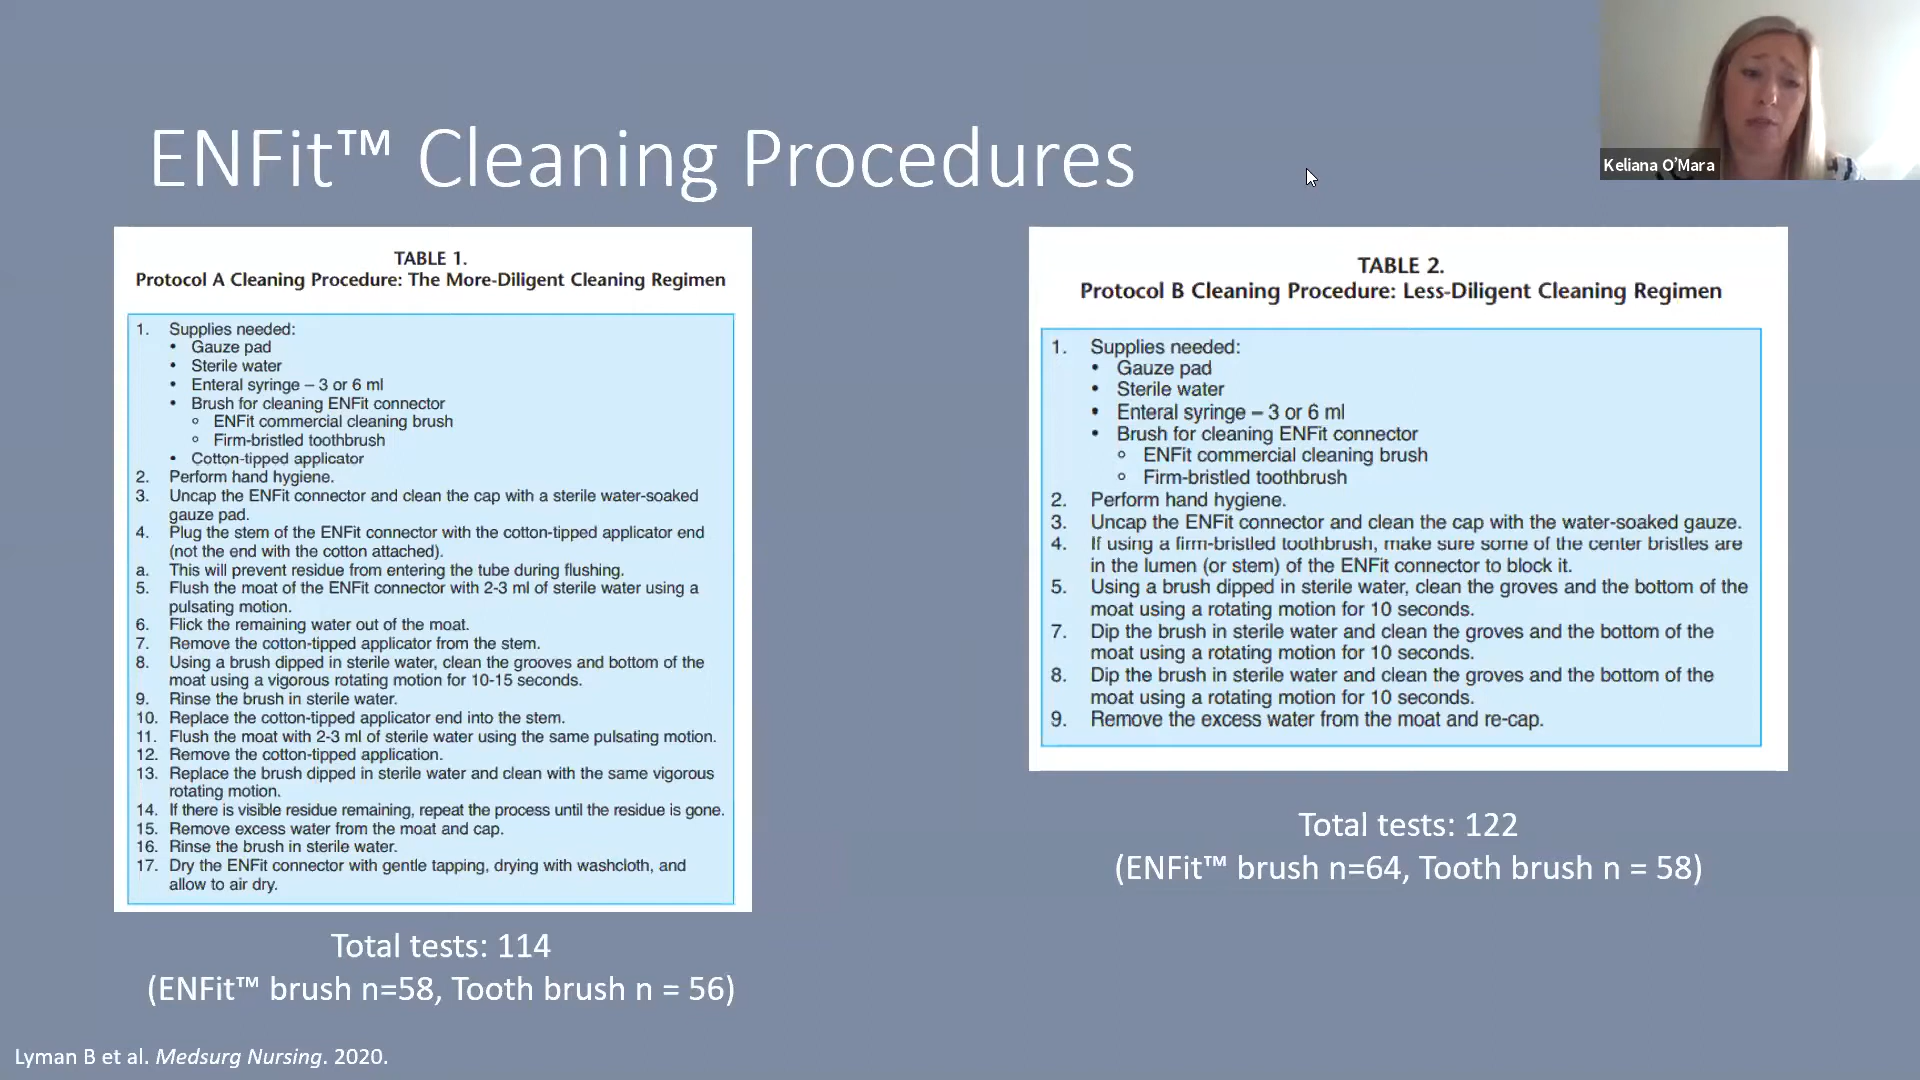 ENFit™ Cleaning Procedures
Keliana O’Mara
TABLE 1.
Protocol A Cleaning Procedure: The More-Diligent Cleaning Regimen
1. Supplies needed:
• Gauze pad
• Sterile water
• Enteral syringe – 3 or 6 ml
• Brush for cleaning ENFit connector
○ ENFit commercial cleaning brush
○ Firm-bristled toothbrush
• Cotton-tipped applicator
2. Perform hand hygiene.
3. Uncap the ENFit connector and clean the cap with a sterile water-soaked
gauze pad.
4. Plug the stem of the ENFit connector with the cotton-tipped applicator end
(not the end with the cotton attached).
a. This will prevent residue from entering the tube during flushing.
5. Flush the moat of the ENFit connector with 2-3 ml of sterile water using a
pulsating motion.
6. Flick the remaining water out of the moat.
7. Remove the cotton-tipped applicator from the stem.
8. Using a brush dipped in sterile water, clean the grooves and bottom of the
moat using a vigorous rotating motion for 10-15 seconds.
9. Rinse the brush in sterile water.
10. Replace the cotton-tipped applicator end into the stem.
11. Flush the moat with 2-3 ml of sterile water using the same pulsating motion.
12. Remove the cotton-tipped application.
13. Replace the brush dipped in sterile water and clean with the same vigorous
rotating motion.
14. If there is visible residue remaining, repeat the process until the residue is gone.
15. Remove excess water from the moat and cap.
16. Rinse the brush in sterile water.
17. Dry the ENFit connector with gentle tapping, drying with washcloth, and
allow to air dry.
Total tests: 114
(ENFit™ brush n=58, Tooth brush n = 56)
TABLE 2.
Protocol B Cleaning Procedure: Less-Diligent Cleaning Regimen
1. Supplies needed:
• Gauze pad
• Sterile water
• Enteral syringe – 3 or 6 ml
• Brush for cleaning ENFit connector
○ ENFit commercial cleaning brush
○ Firm-bristled toothbrush
2. Perform hand hygiene.
3. Uncap the ENFit connector and clean the cap with the water-soaked gauze.
4. If using a firm-bristled toothbrush, make sure some of the center bristles are
in the lumen (or stem) of the ENFit connector to block it.
5. Using a brush dipped in sterile water, clean the groves and the bottom of the
moat using a rotating motion for 10 seconds.
7. Dip the brush in sterile water and clean the groves and the bottom of the
moat using a rotating motion for 10 seconds.
8. Dip the brush in sterile water and clean the groves and the bottom of the
moat using a rotating motion for 10 seconds.
9. Remove the excess water from the moat and re-cap.
Total tests: 122
(ENFit™ brush n=64, Tooth brush n = 58)
Lyman B et al. Medsurg Nursing. 2020.